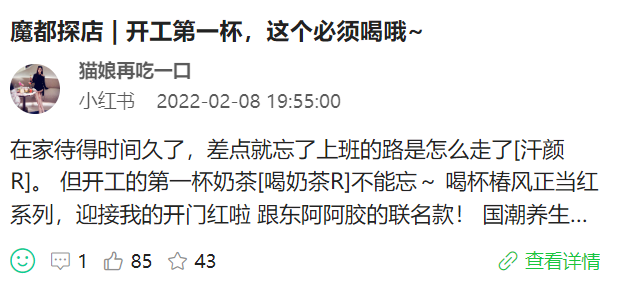 魔都探店 | 开工第一杯，这个必须喝哦~
猫娘再吃一口
小红书 2022-02-08 19:55:00
在家待得时间久了，差点就忘了上班的路是怎么走了[汗颜
R]。 但开工的第一杯奶茶[喝奶茶R]不能忘~ 喝杯椿风正当红
系列，迎接我的开门红啦 跟东阿阿胶的联名款！ 国潮养生...
1 85 43 查看详情